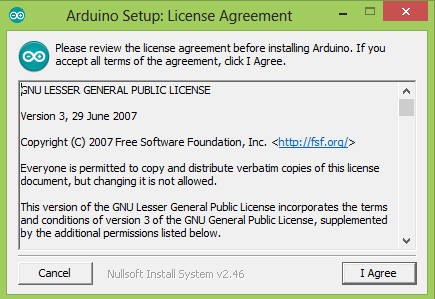 Arduino Setup: License Agreement
Please review the license agreement before installing Arduino. If you
accept all terms of the agreement, click I Agree.
GNU LESSER GENERAL PUBLIC LICENSE
Version 3, 29 June 2007
Copyright (C) 2007 Free Software Foundation, Inc. <http://fsf.org/>
Everyone is permitted to copy and distribute verbatim copies of this license
document, but changing it is not allowed.
This version of the GNU Lesser General Public License incorporates the terms
and conditions of version 3 of the GNU General Public License, supplemented
by the additional permissions listed below.
Cancel
Nullsoft Install System v2.46
I Agree